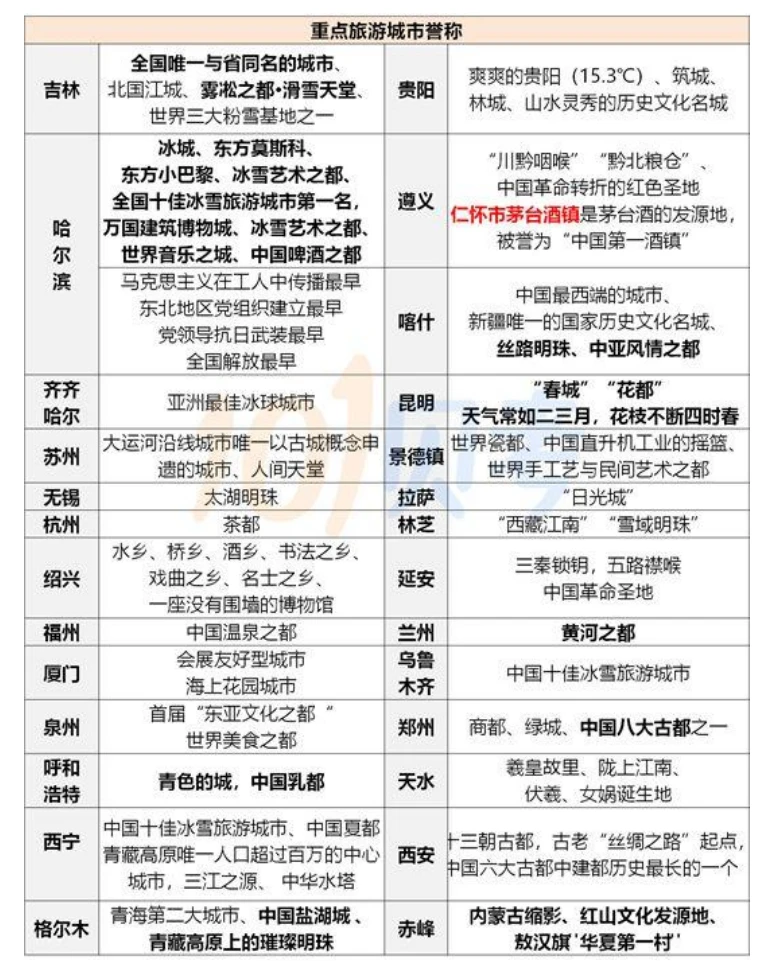 重点旅游城市誉称
吉林
全国唯一与省同名的城市、
北国江城、雾凇之都·滑雪天堂、
世界三大粉雪基地之一
贵阳
爽爽的贵阳（15.3℃）、筑城、
林城、山水灵秀的历史文化名城
哈
尔
滨
冰城、东方莫斯科、
东方小巴黎、冰雪艺术之都、
全国十佳冰雪旅游城市第一名，
万国建筑博物城、冰雪艺术之都、
世界音乐之城、中国啤酒之都
马克思主义在工人中传播最早
东北地区党组织建立最早
党领导抗日武装最早
全国解放最早
遵义
“川黔咽喉” “黔北粮仓”、
中国革命转折的红色圣地
仁怀市茅台酒镇是茅台酒的发源地，
被誉为“中国第一酒镇”
喀什
中国最西端的城市、
新疆唯一的国家历史文化名城、
丝路明珠、中亚风情之都
齐齐
哈尔
亚洲最佳冰球城市
昆明
“春城” “花都”
天气常如二三月，花枝不断四时春
苏州
大运河沿线城市唯一以古城概念申
遗的城市、人间天堂
景德镇
世界瓷都、中国直升机工业的摇篮、
世界手工艺与民间艺术之都
无锡
太湖明珠
拉萨
“日光城”
杭州
茶都
林芝
“西藏江南” “雪域明珠”
绍兴
水乡、桥乡、酒乡、书法之乡、
戏曲之乡、名士之乡、
一座没有围墙的博物馆
延安
三秦锁钥，五路襟喉
中国革命圣地
福州
中国温泉之都
兰州
黄河之都
厦门
会展友好型城市
海上花园城市
乌鲁
木齐
中国十佳冰雪旅游城市
泉州
首届“东亚文化之都“
世界美食之都
郑州
商都、绿城、中国八大古都之一
呼和
浩特
青色的城，中国乳都
天水
羲皇故里、陇上江南、
伏羲、女娲诞生地
西宁
中国十佳冰雪旅游城市、中国夏都
青藏高原唯一人口超过百万的中心
城市，三江之源、 中华水塔
西安
十三朝古都，古老“丝绸之路”起点，
中国六大古都中建都历史最长的一个
格尔木
青海第二大城市、中国盐湖城、
青藏高原上的璀璨明珠
赤峰
内蒙古缩影、红山文化发源地、
敖汉旗'华夏第一村'